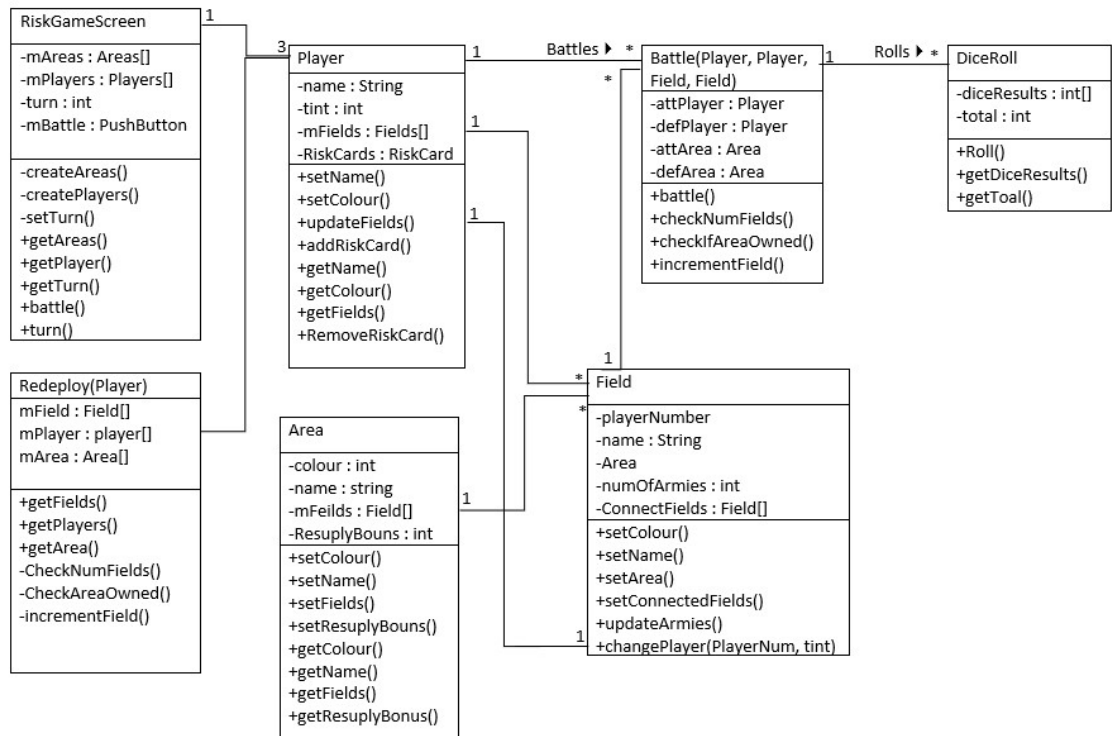 RiskGameScreen
-mAreas : Areas[]
-mPlayers : Players[]
-turn : int
-mBattle : PushButton
-createAreas()
-createPlayers()
-setTurn()
+getAreas()
+getPlayer()
+getTurn()
+battle()
+turn()
1
3
Player
-name : String
-tint : int
-mFields : Fields[]
-RiskCards : RiskCard
+setName()
+setColour()
+updateFields()
+addRiskCard()
+getName()
+getColour()
+getFields()
+RemoveRiskCard()
1
Battles
*
*
1
1
Battle(Player, Player,
Field, Field)
-attPlayer : Player
-defPlayer : Player
-attArea : Area
-defArea : Area
+battle()
+checkNumFields()
+checkIfAreaOwned()
+incrementField()
1
Rolls
*
DiceRoll
-diceResults : int[]
-total : int
+Roll()
+getDiceResults()
+getToal()
Redeploy(Player)
mField : Field[]
mPlayer : player[]
mArea : Area[]
+getFields()
+getPlayers()
+getArea()
-CheckNumFields()
-CheckAreaOwned()
-incrementField()
Area
-colour : int
-name : string
-mFeilds : Field[]
-ResuplyBouns : int
+setColour()
+setName()
+setFields()
+setResuplyBouns()
+getColour()
+getName()
+getFields()
+getResuplyBonus()
1
1
*
*
1
Field
-playerNumber
-name : String
-Area
-numOfArmies : int
-ConnectFields : Field[]
+setColour()
+setName()
+setArea()
+setConnectedFields()
+updateArmies()
+changePlayer(PlayerNum, tint)